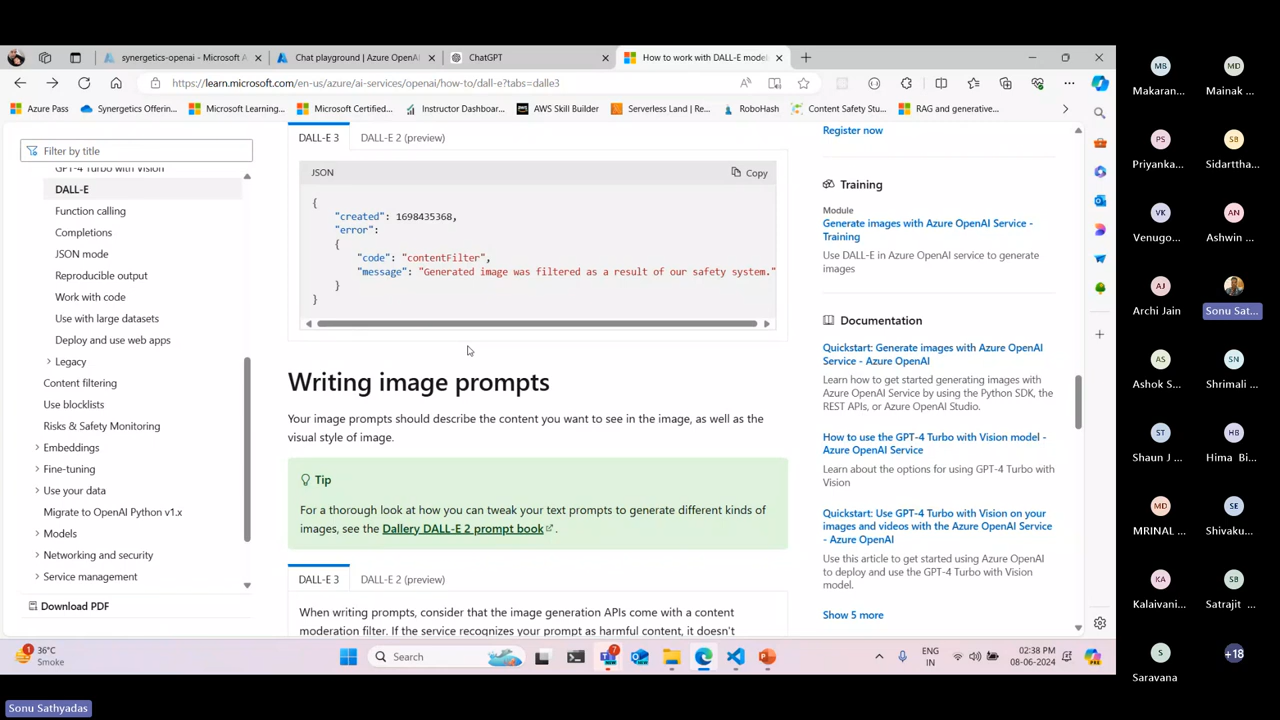 synergetics-openai - Microsoft A
Chat playground | Azure OpenAI
ChatGPT
How to work with DALL-E model
https://learn.microsoft.com/en-us/azure/ai-services/openai/how-to/dall-e?tabs=dalle3
Azure Pass
Synergetics Offerin...
Microsoft Learning...
Microsoft Certified...
Instructor Dashboar...
AWS Skill Builder
Serverless Land | Re...
RoboHash
Content Safety Stu...
RAG and generative...
Filter by title
GPT-4 Turbo with Vision
DALL-E
Function calling
Completions
JSON mode
Reproducible output
Work with code
Use with large datasets
Deploy and use web apps
Legacy
Content filtering
Use blocklists
Risks & Safety Monitoring
Embeddings
Fine-tuning
Use your data
Migrate to OpenAI Python v1.x
Models
Networking and security
Service management
Download PDF
DALL-E 3 DALL-E 2 (preview)
JSON Copy
{
"created": 1698435368,
"error":
{
"code": "contentFilter",
"message": "Generated image was filtered as a result of our safety system."
}
}
Writing image prompts
Your image prompts should describe the content you want to see in the image, as well as the
visual style of image.
Tip
For a thorough look at how you can tweak your text prompts to generate different kinds of
images, see the Dallery DALL-E 2 prompt book .
DALL-E 3 DALL-E 2 (preview)
When writing prompts, consider that the image generation APIs come with a content
moderation filter. If the service recognizes your prompt as harmful content, it doesn't
Register now
Training
Module
Generate images with Azure OpenAI Service -
Training
Use DALL-E in Azure OpenAI service to generate
images
Documentation
Quickstart: Generate images with Azure OpenAI
Service - Azure OpenAI
Learn how to get started generating images with
Azure OpenAI Service by using the Python SDK, the
REST APIs, or Azure OpenAI Studio.
How to use the GPT-4 Turbo with Vision model -
Azure OpenAI Service
Learn about the options for using GPT-4 Turbo with
Vision
Quickstart: Use GPT-4 Turbo with Vision on your
images and videos with the Azure OpenAI Service
- Azure OpenAI
Use this article to get started using Azure OpenAI
to deploy and use the GPT-4 Turbo with Vision
model.
Show 5 more
1
36°C
Smoke
Search
7
ENG
IN
02:38 PM
08-06-2024
Sonu Sathyadas
MB MD
Makaran... Mainak ...
PS SB
Priyanka... Sidarttha...
VK AN
Venugo... Ashwin ...
AJ
Archi Jain Sonu Sat...
AS SN
Ashok S... Shrimali ...
ST HB
Shaun J ... Hima Bi...
MD SE
MRINAL ... Shivaku...
KA SB
Kalaivani... Satrajit ...
S +18
Saravana